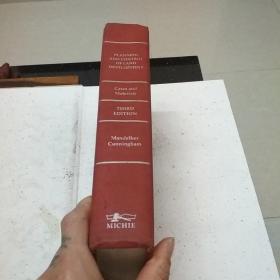 PLANNING
AND CONTROL
OF LAND
DEVELOPMENT
Cases and
Materials
THIRD
EDITION
Mandelker
Cunningham
MICHIE